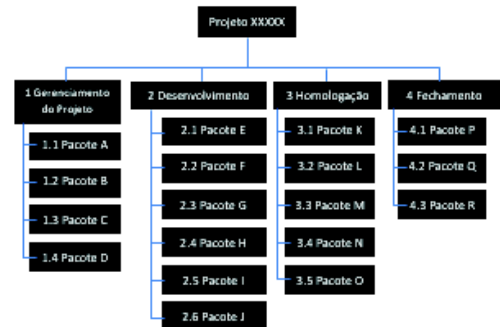 Projeto XXXXX
1 Gerenciamento
do Projeto
1.1 Pacote A
1.2 Pacote B
1.3 Pacote C
1.4 Pacote D
2 Desenvolvimento
2.1 Pacote E
2.2 Pacote F
2.3 Pacote G
2.4 Pacote H
2.5 Pacote I
2.6 Pacote J
3 Homologação
3.1 Pacote K
3.2 Pacote L
3.3 Pacote M
3.4 Pacote N
3.5 Pacote O
4 Fechamento
4.1 Pacote P
4.2 Pacote Q
4.3 Pacote R